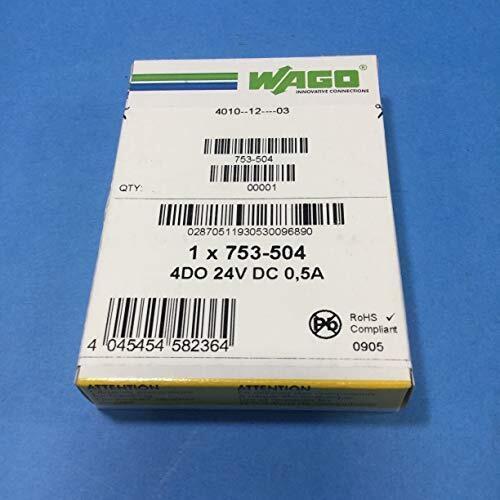 WAGO®
INNOVATIVE CONNECTIONS
4010--12----03
753-504
QTY: 00001
02870511930530096890
1 x 753-504
4DO 24V DC 0,5A
Pb RoHS ✓
Compliant
0905
4 045454 582364
ATTENTION ATTENTION